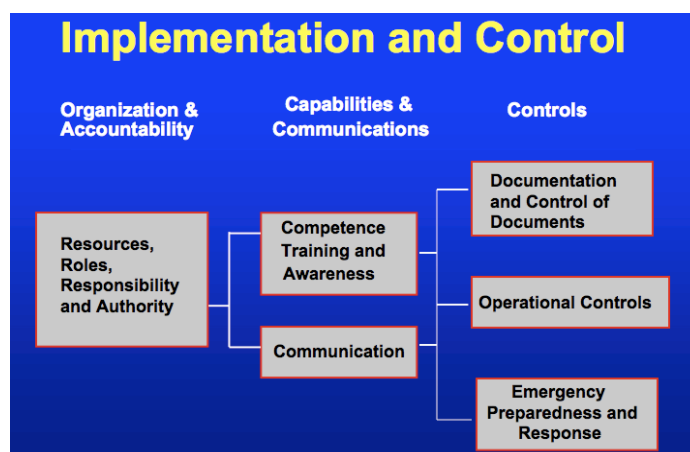 Implementation and Control
Organization &
Accountability
Capabilities &
Communications
Controls
Resources,
Roles,
Responsibility
and Authority
Competence
Training and
Awareness
Communication
Documentation
and Control of
Documents
Operational Controls
Emergency
Preparedness and
Response